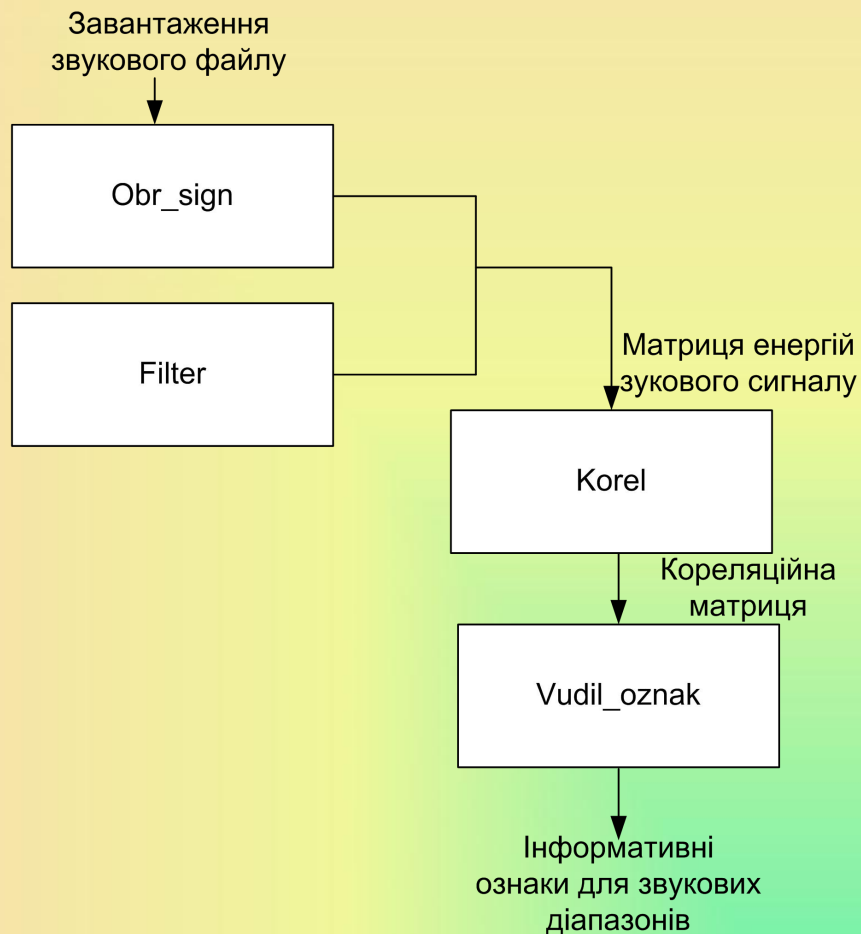 Завантаження
звукового файлу
Obr_sign
Filter
Матриця енергій
зукового сигналу
Korel
Кореляційна
матриця
Vudil_oznak
Інформативні
ознаки для звукових
діапазонів